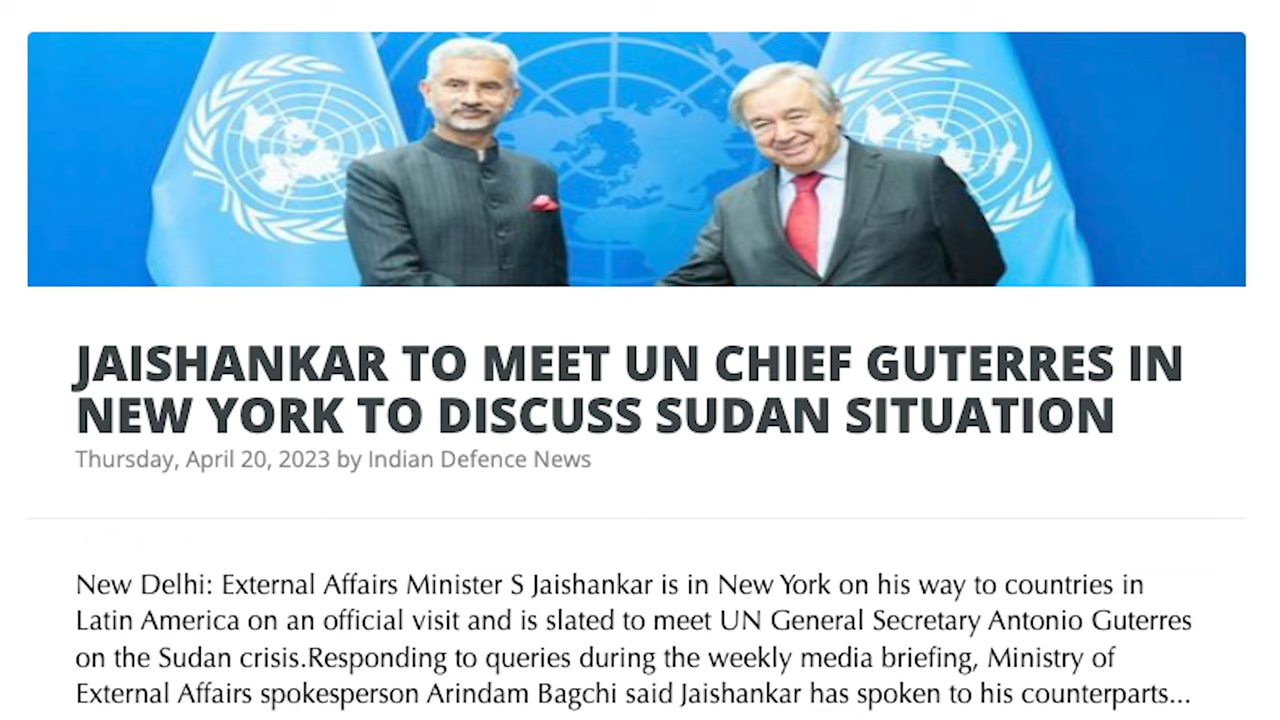 JAISHANKAR TO MEET UN CHIEF GUTERRES IN
NEW YORK TO DISCUSS SUDAN SITUATION
Thursday, April 20, 2023 by Indian Defence News
New Delhi: External Affairs Minister S Jaishankar is in New York on his way to countries in
Latin America on an official visit and is slated to meet UN General Secretary Antonio Guterres
on the Sudan crisis.Responding to queries during the weekly media briefing, Ministry of
External Affairs spokesperson Arindam Bagchi said Jaishankar has spoken to his counterparts...